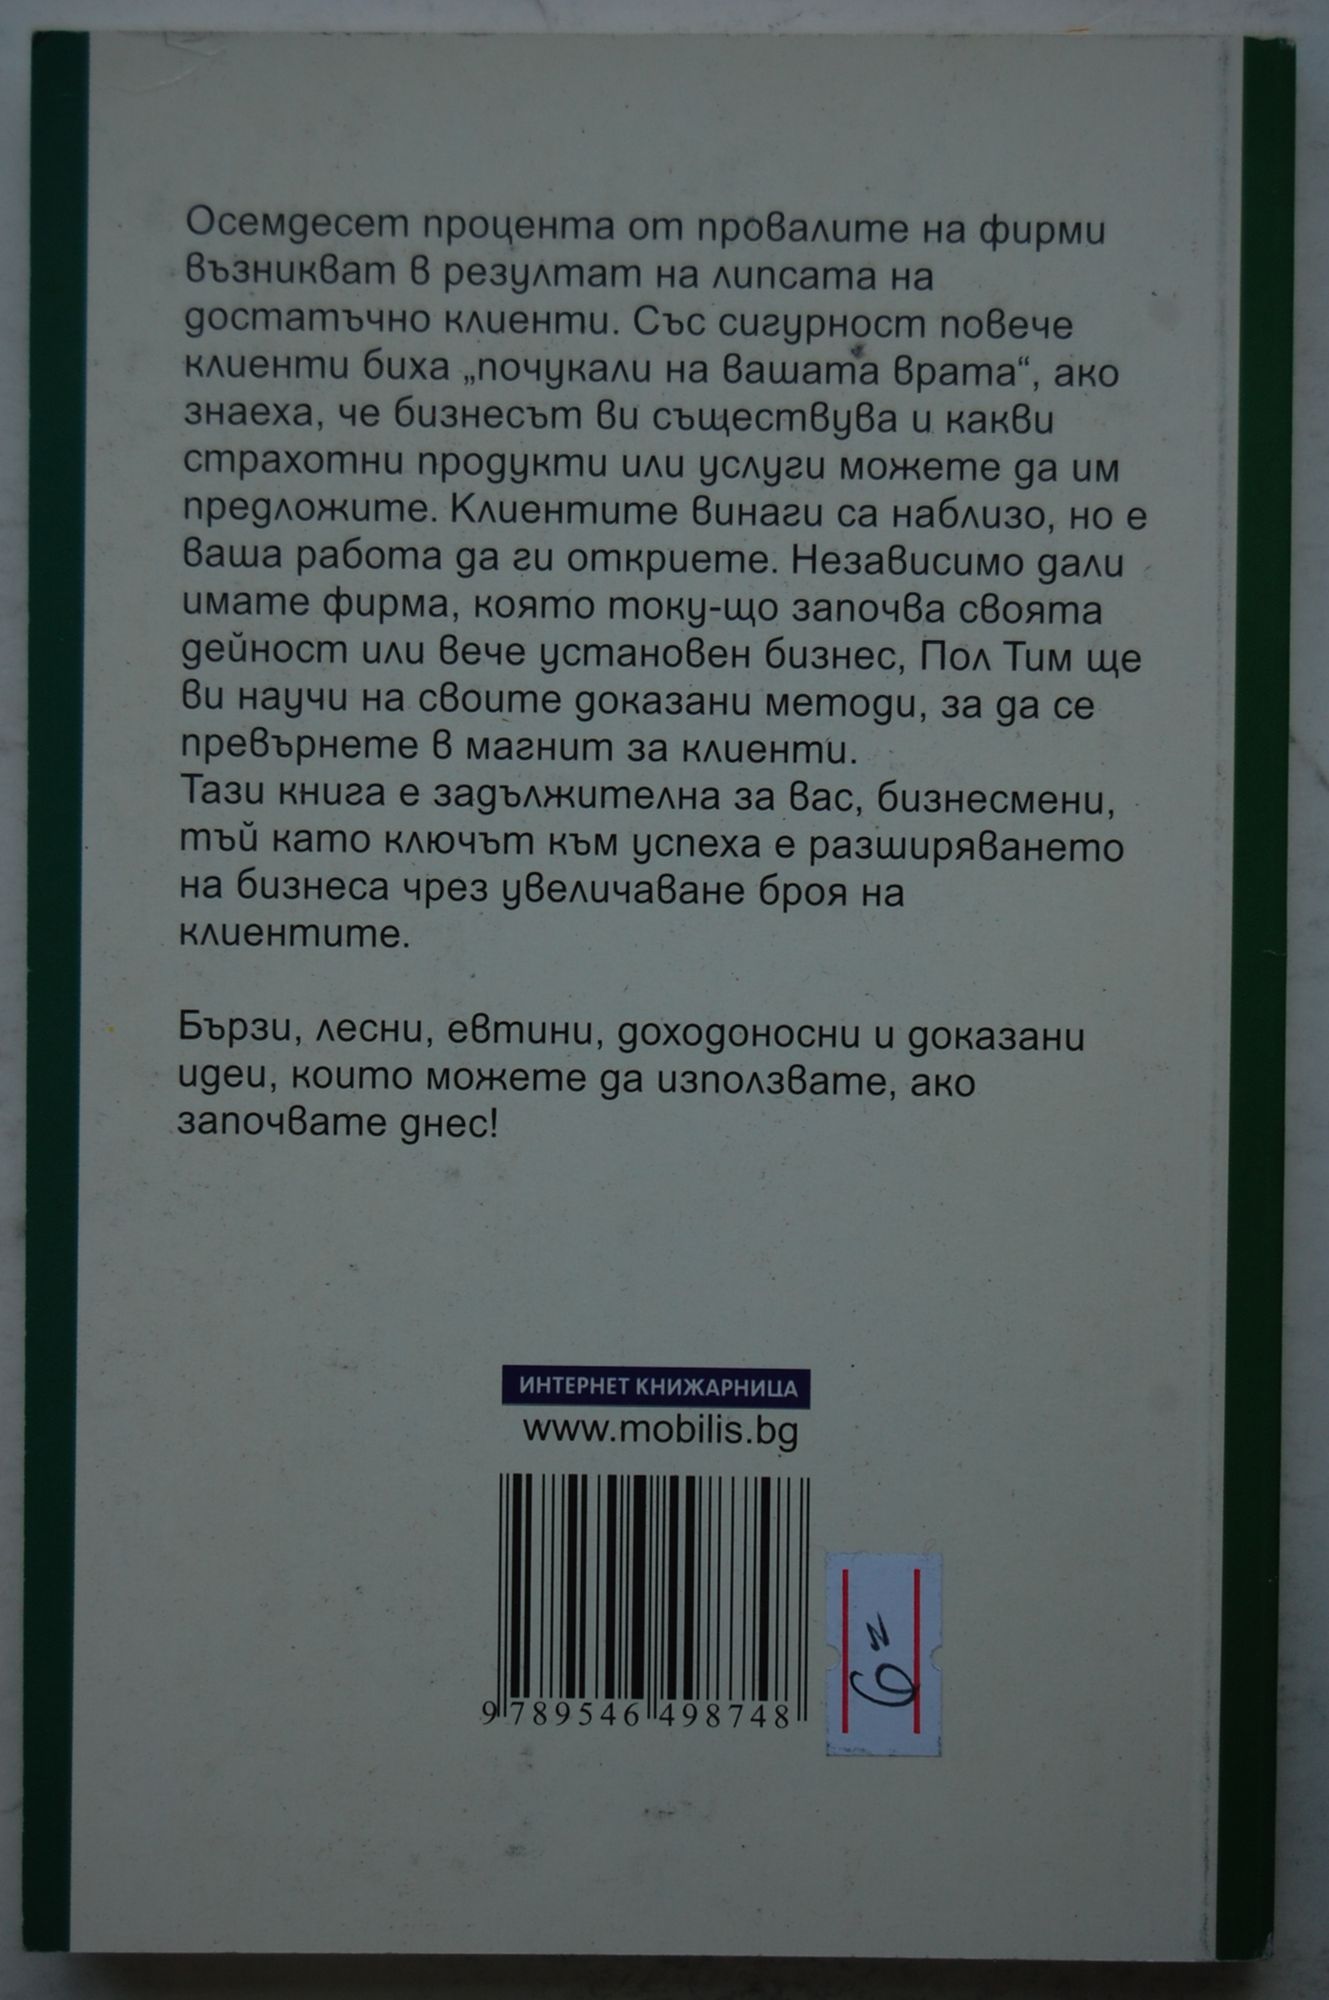 Осемдесет процента от провалите на фирми
възникват в резултат на липсата на
достатъчно клиенти. Със сигурност повече
клиенти биха „почукали на вашата врата“, ако
знаеха, че бизнесът ви съществува и какви
страхотни продукти или услуги можете да им
предложите. Клиентите винаги са наблизо, но е
ваша работа да ги откриете. Независимо дали
имате фирма, която току-що започва своята
дейност или вече установен бизнес, Пол Тим ще
ви научи на своите доказани методи, за да се
превърнете в магнит за клиенти.
Тази книга е задължителна за вас, бизнесмени,
тъй като ключът към успеха е разширяването
на бизнеса чрез увеличаване броя на
клиентите.
Бързи, лесни, евтини, доходоносни и доказани
идеи, които можете да използвате, ако
започвате днес!
ИНТЕРНЕТ КНИЖАРНИЦА
www.mobilis.bg
9 789546 498748